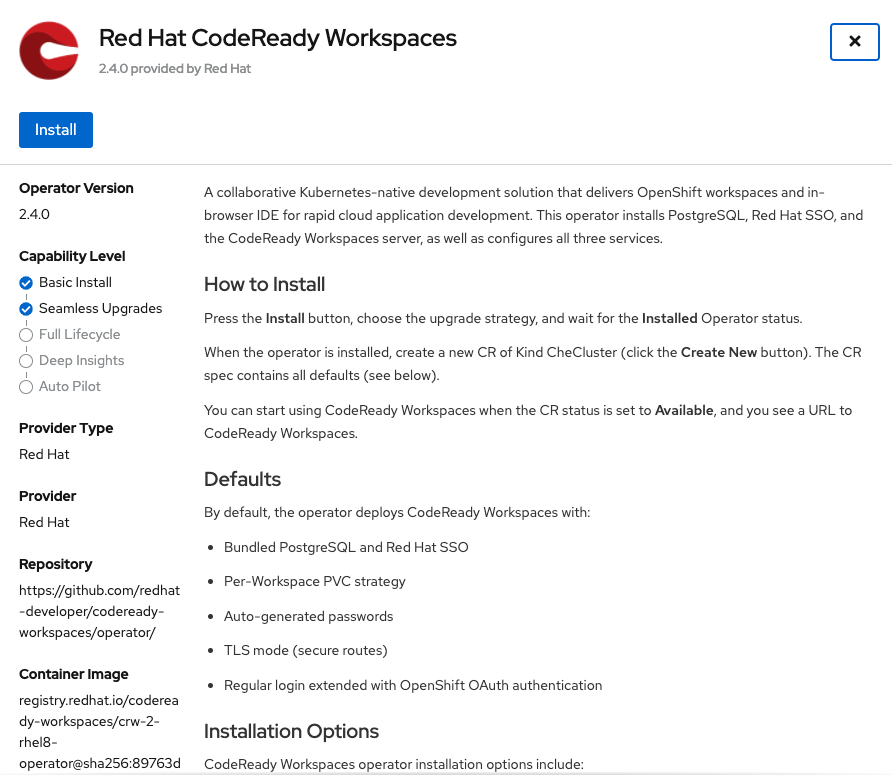 Red Hat CodeReady Workspaces
2.4.0 provided by Red Hat
Install
Operator Version
2.4.0
Capability Level
Basic Install
Seamless Upgrades
Full Lifecycle
Deep Insights
Auto Pilot
Provider Type
Red Hat
Provider
Red Hat
Repository
https://github.com/redhat
-developer/codeready-
workspaces/operator/
Container Image
registry.redhat.io/coderea
dy-workspaces/crw-2-
rhel8-
operator@sha256:89763d
A collaborative Kubernetes-native development solution that delivers OpenShift workspaces and in-
browser IDE for rapid cloud application development. This operator installs PostgreSQL, Red Hat SSO, and
the CodeReady Workspaces server, as well as configures all three services.
How to Install
Press the Install button, choose the upgrade strategy, and wait for the Installed Operator status.
When the operator is installed, create a new CR of Kind CheCluster (click the Create New button). The CR
spec contains all defaults (see below).
You can start using CodeReady Workspaces when the CR status is set to Available, and you see a URL to
CodeReady Workspaces.
Defaults
By default, the operator deploys CodeReady Workspaces with:
• Bundled PostgreSQL and Red Hat SSO
• Per-Workspace PVC strategy
• Auto-generated passwords
• TLS mode (secure routes)
• Regular login extended with OpenShift OAuth authentication
Installation Options
CodeReady Workspaces operator installation options include: